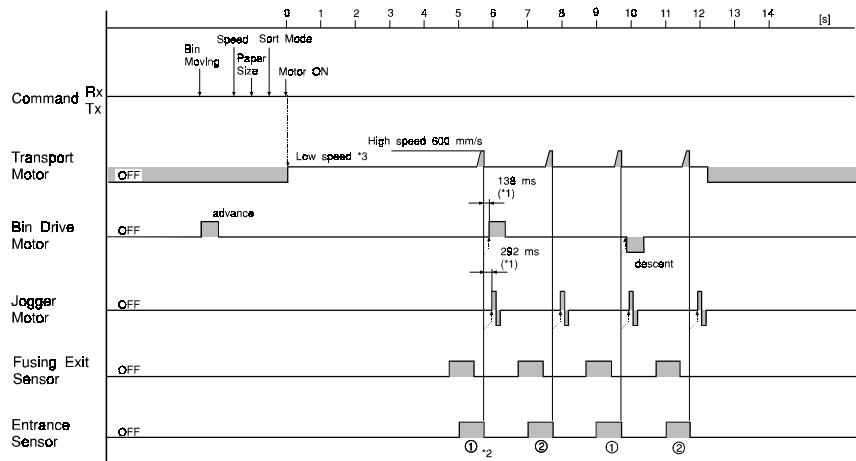 0 1 2 3 4 5 6 7 8 9 10 11 12 13 14 [s]
Speed Sort Mode
Bin Moving
Paper Size
Motor ON
Command Rx
Tx
High speed 600 mm/s
Transport Motor
Low speed *3
OFF
138 ms
(*1)
advance
Bin Drive Motor
OFF
292 ms
(*1)
descent
Jogger Motor
OFF
Fusing Exit Sensor
OFF
Entrance Sensor
OFF
① *2 ② ① ②